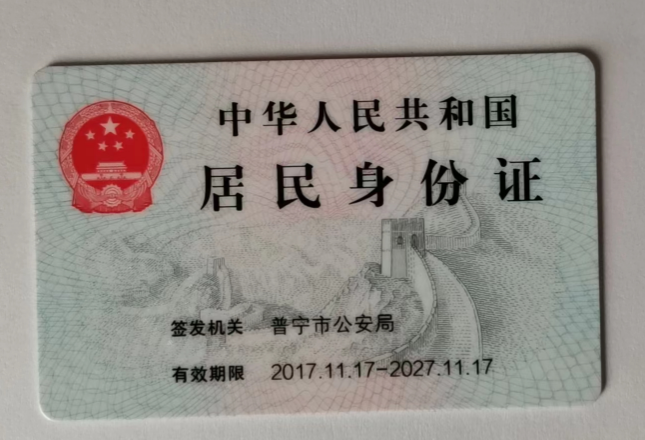 中华人民共和国
居民身份证
签发机关 普宁市公安局
有效期限 2017.11.17-2027.11.17